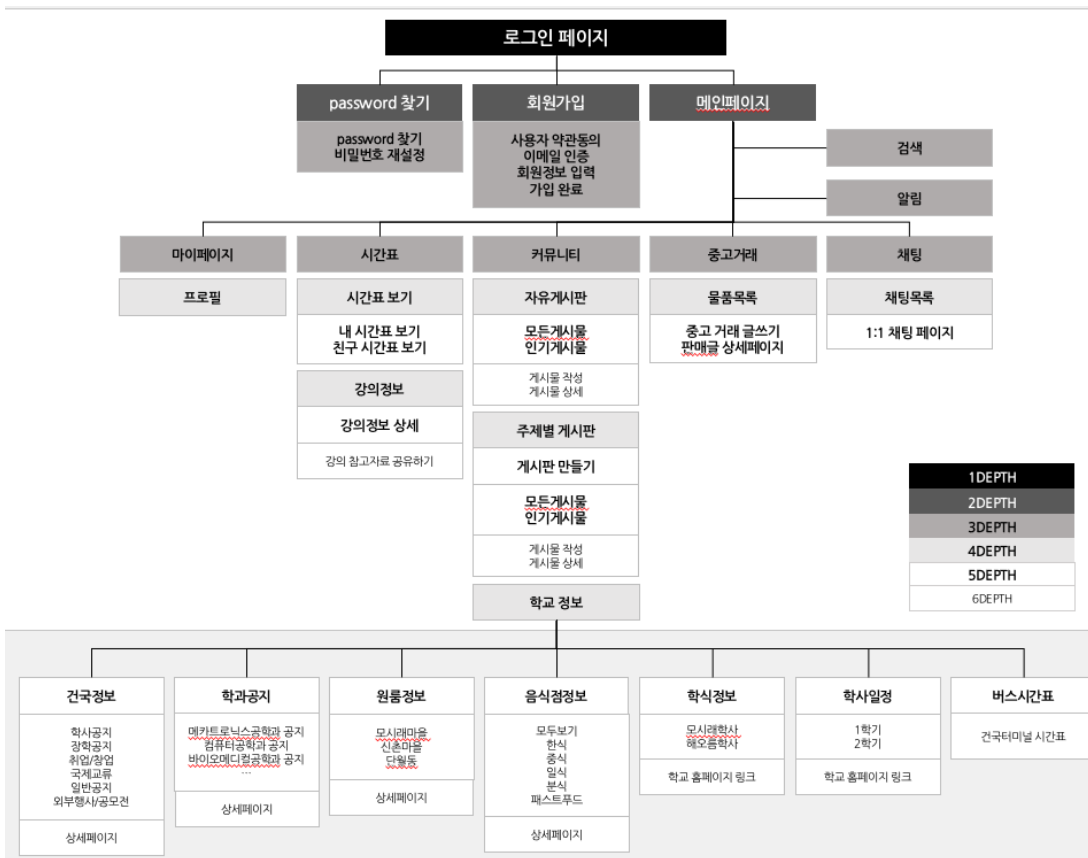 로그인 페이지
password 찾기
회원가입
메인페이지
password 찾기
비밀번호 재설정
사용자 약관동의
이메일 인증
회원정보 입력
가입 완료
검색
알림
마이페이지
시간표
커뮤니티
중고거래
채팅
프로필
시간표 보기
내 시간표 보기
친구 시간표 보기
강의정보
강의정보 상세
강의 참고자료 공유하기
자유게시판
모든게시물
인기게시물
게시물 작성
게시물 상세
주제별 게시판
게시판 만들기
모든게시물
인기게시물
게시물 작성
게시물 상세
학교 정보
물품목록
중고 거래 글쓰기
판매글 상세페이지
채팅목록
1:1 채팅 페이지
1DEPTH
2DEPTH
3DEPTH
4DEPTH
5DEPTH
6DEPTH
건국정보
학사공지
장학공지
취업/창업
국제교류
일반공지
외부행사/공모전
상세페이지
학과공지
메카트로닉스공학과 공지
컴퓨터공학과 공지
바이오메디컬공학과 공지
...
상세페이지
원룸정보
모시래마을
신촌마을
단월동
상세페이지
음식점정보
모두보기
한식
중식
일식
분식
패스트푸드
상세페이지
학식정보
모시래학사
해오름학사
학교 홈페이지 링크
학사일정
1학기
2학기
학교 홈페이지 링크
버스시간표
건국터미널 시간표